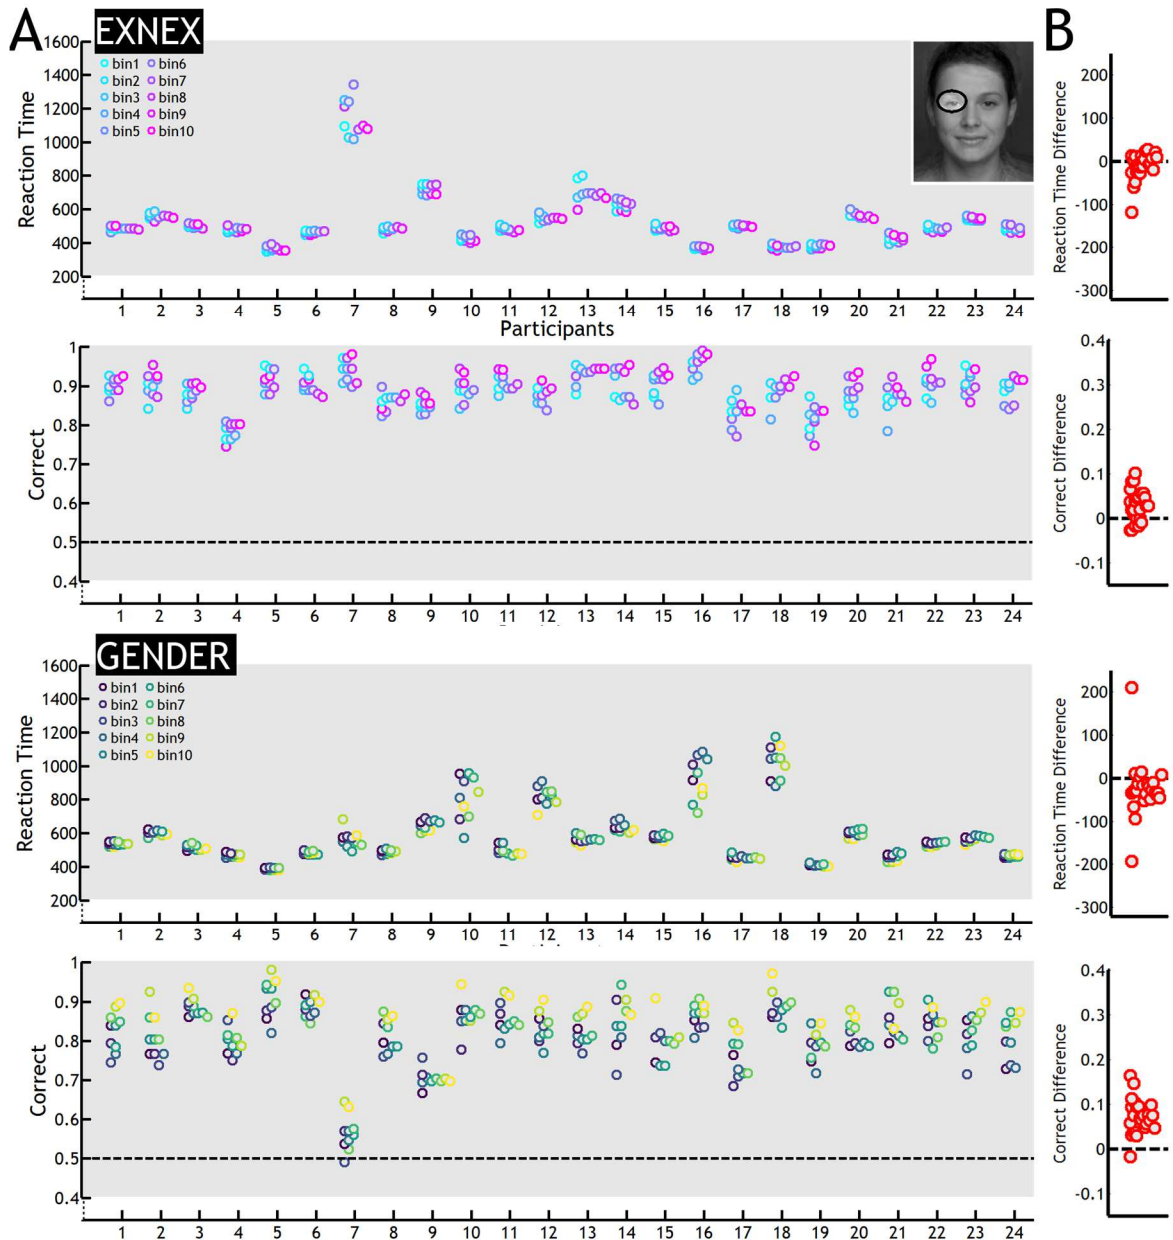 A
EXNEX
B
1600
1400
1200
1000
800
600
400
200
Reaction Time
bin1 bin6
bin2 bin7
bin3 bin8
bin4 bin9
bin5 bin10
1 2 3 4 5 6 7 8 9 10 11 12 13 14 15 16 17 18 19 20 21 22 23 24
Participants
200
100
0
-100
-200
-300
Reaction Time Difference
1
0.9
0.8
0.7
0.6
0.5
0.4
Correct
1 2 3 4 5 6 7 8 9 10 11 12 13 14 15 16 17 18 19 20 21 22 23 24
0.4
0.3
0.2
0.1
0
-0.1
Correct Difference
GENDER
1600
1400
1200
1000
800
600
400
200
Reaction Time
bin1 bin6
bin2 bin7
bin3 bin8
bin4 bin9
bin5 bin10
1 2 3 4 5 6 7 8 9 10 11 12 13 14 15 16 17 18 19 20 21 22 23 24
200
100
0
-100
-200
-300
Reaction Time Difference
1
0.9
0.8
0.7
0.6
0.5
0.4
Correct
1 2 3 4 5 6 7 8 9 10 11 12 13 14 15 16 17 18 19 20 21 22 23 24
0.4
0.3
0.2
0.1
0
-0.1
Correct Difference